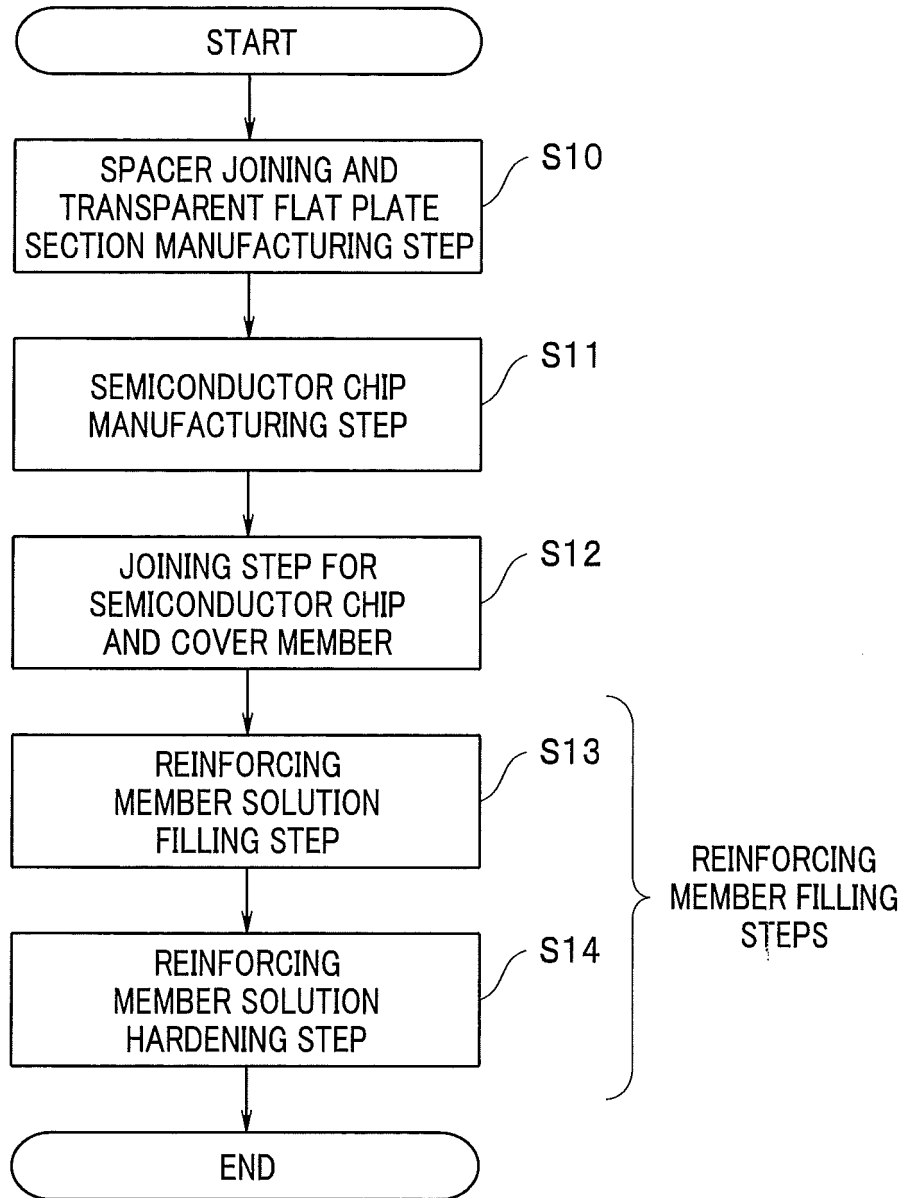 START
SPACER JOINING AND
TRANSPARENT FLAT PLATE
SECTION MANUFACTURING STEP
S10
SEMICONDUCTOR CHIP
MANUFACTURING STEP
S11
JOINING STEP FOR
SEMICONDUCTOR CHIP
AND COVER MEMBER
S12
REINFORCING
MEMBER SOLUTION
FILLING STEP
S13
REINFORCING
MEMBER SOLUTION
HARDENING STEP
S14
REINFORCING
MEMBER FILLING
STEPS
END